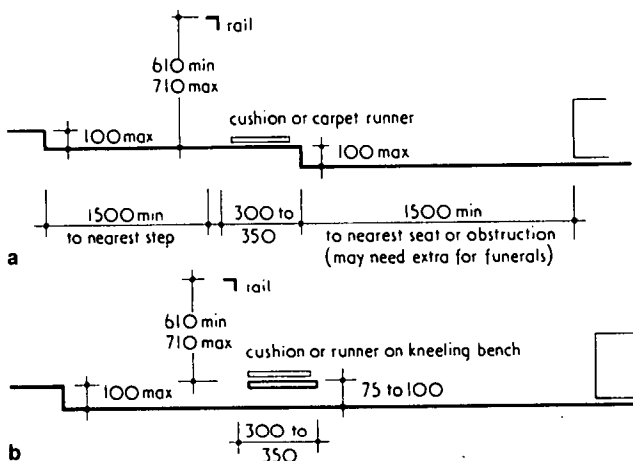 rail
610 min
710 max
cushion or carpet runner
100 max
100 max
1500 min
300 to
1500 min
to nearest step
350
to nearest seat or obstruction
(may need extra for funerals)
a
rail
610 min
710 max
cushion or runner on kneeling bench
100 max
75 to 100
300 to
350
b